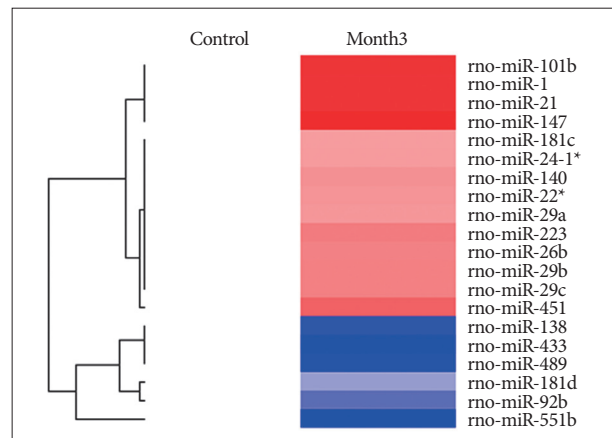 Control Month3
rno-miR-101b
rno-miR-1
rno-miR-21
rno-miR-147
rno-miR-181c
rno-miR-24-1*
rno-miR-140
rno-miR-22*
rno-miR-29a
rno-miR-223
rno-miR-26b
rno-miR-29b
rno-miR-29c
rno-miR-451
rno-miR-138
rno-miR-433
rno-miR-489
rno-miR-181d
rno-miR-92b
rno-miR-551b